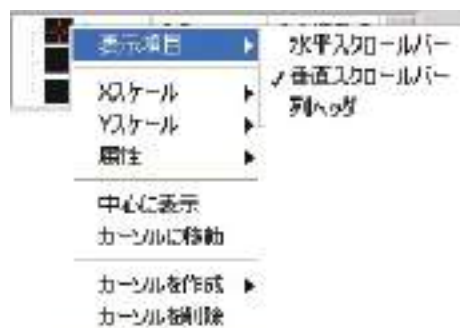 表示項目
Xスケール
Yスケール
属性
中心に表示
カーソルに移動
カーソルを作成
カーソルを削除
水平スクロールバー
✓垂直スクロールバー
列ヘッダ